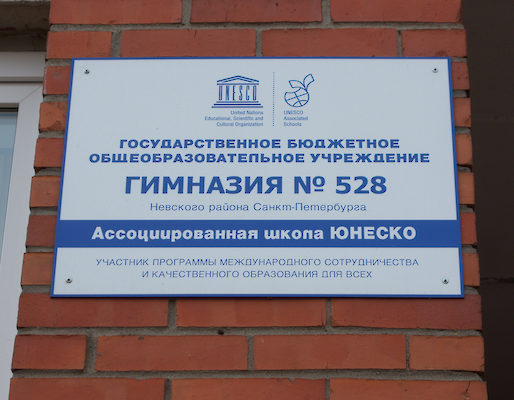 UNESCO
United Nations
Educational, Scientific and
Cultural Organization
UNESCO
Associated
Schools
ГОСУДАРСТВЕННОЕ БЮДЖЕТНОЕ
ОБЩЕОБРАЗОВАТЕЛЬНОЕ УЧРЕЖДЕНИЕ
ГИМНАЗИЯ № 528
Невского района Санкт-Петербурга
Ассоциированная школа ЮНЕСКО
УЧАСТНИК ПРОГРАММЫ МЕЖДУНАРОДНОГО СОТРУДНИЧЕСТВА
И КАЧЕСТВЕННОГО ОБРАЗОВАНИЯ ДЛЯ ВСЕХ